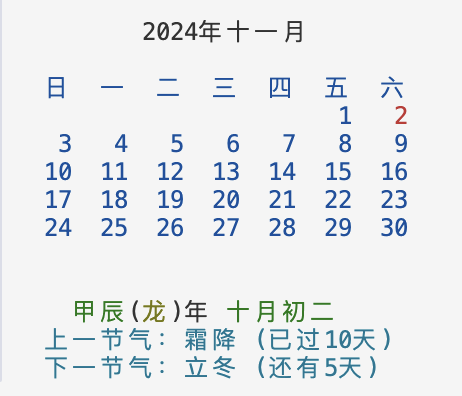 2024年十一月
日 一 二 三 四 五 六
1 2
3 4 5 6 7 8 9
10 11 12 13 14 15 16
17 18 19 20 21 22 23
24 25 26 27 28 29 30
甲辰(龙)年 十月初二
上一节气: 霜降 (已过10天)
下一节气: 立冬 (还有5天)